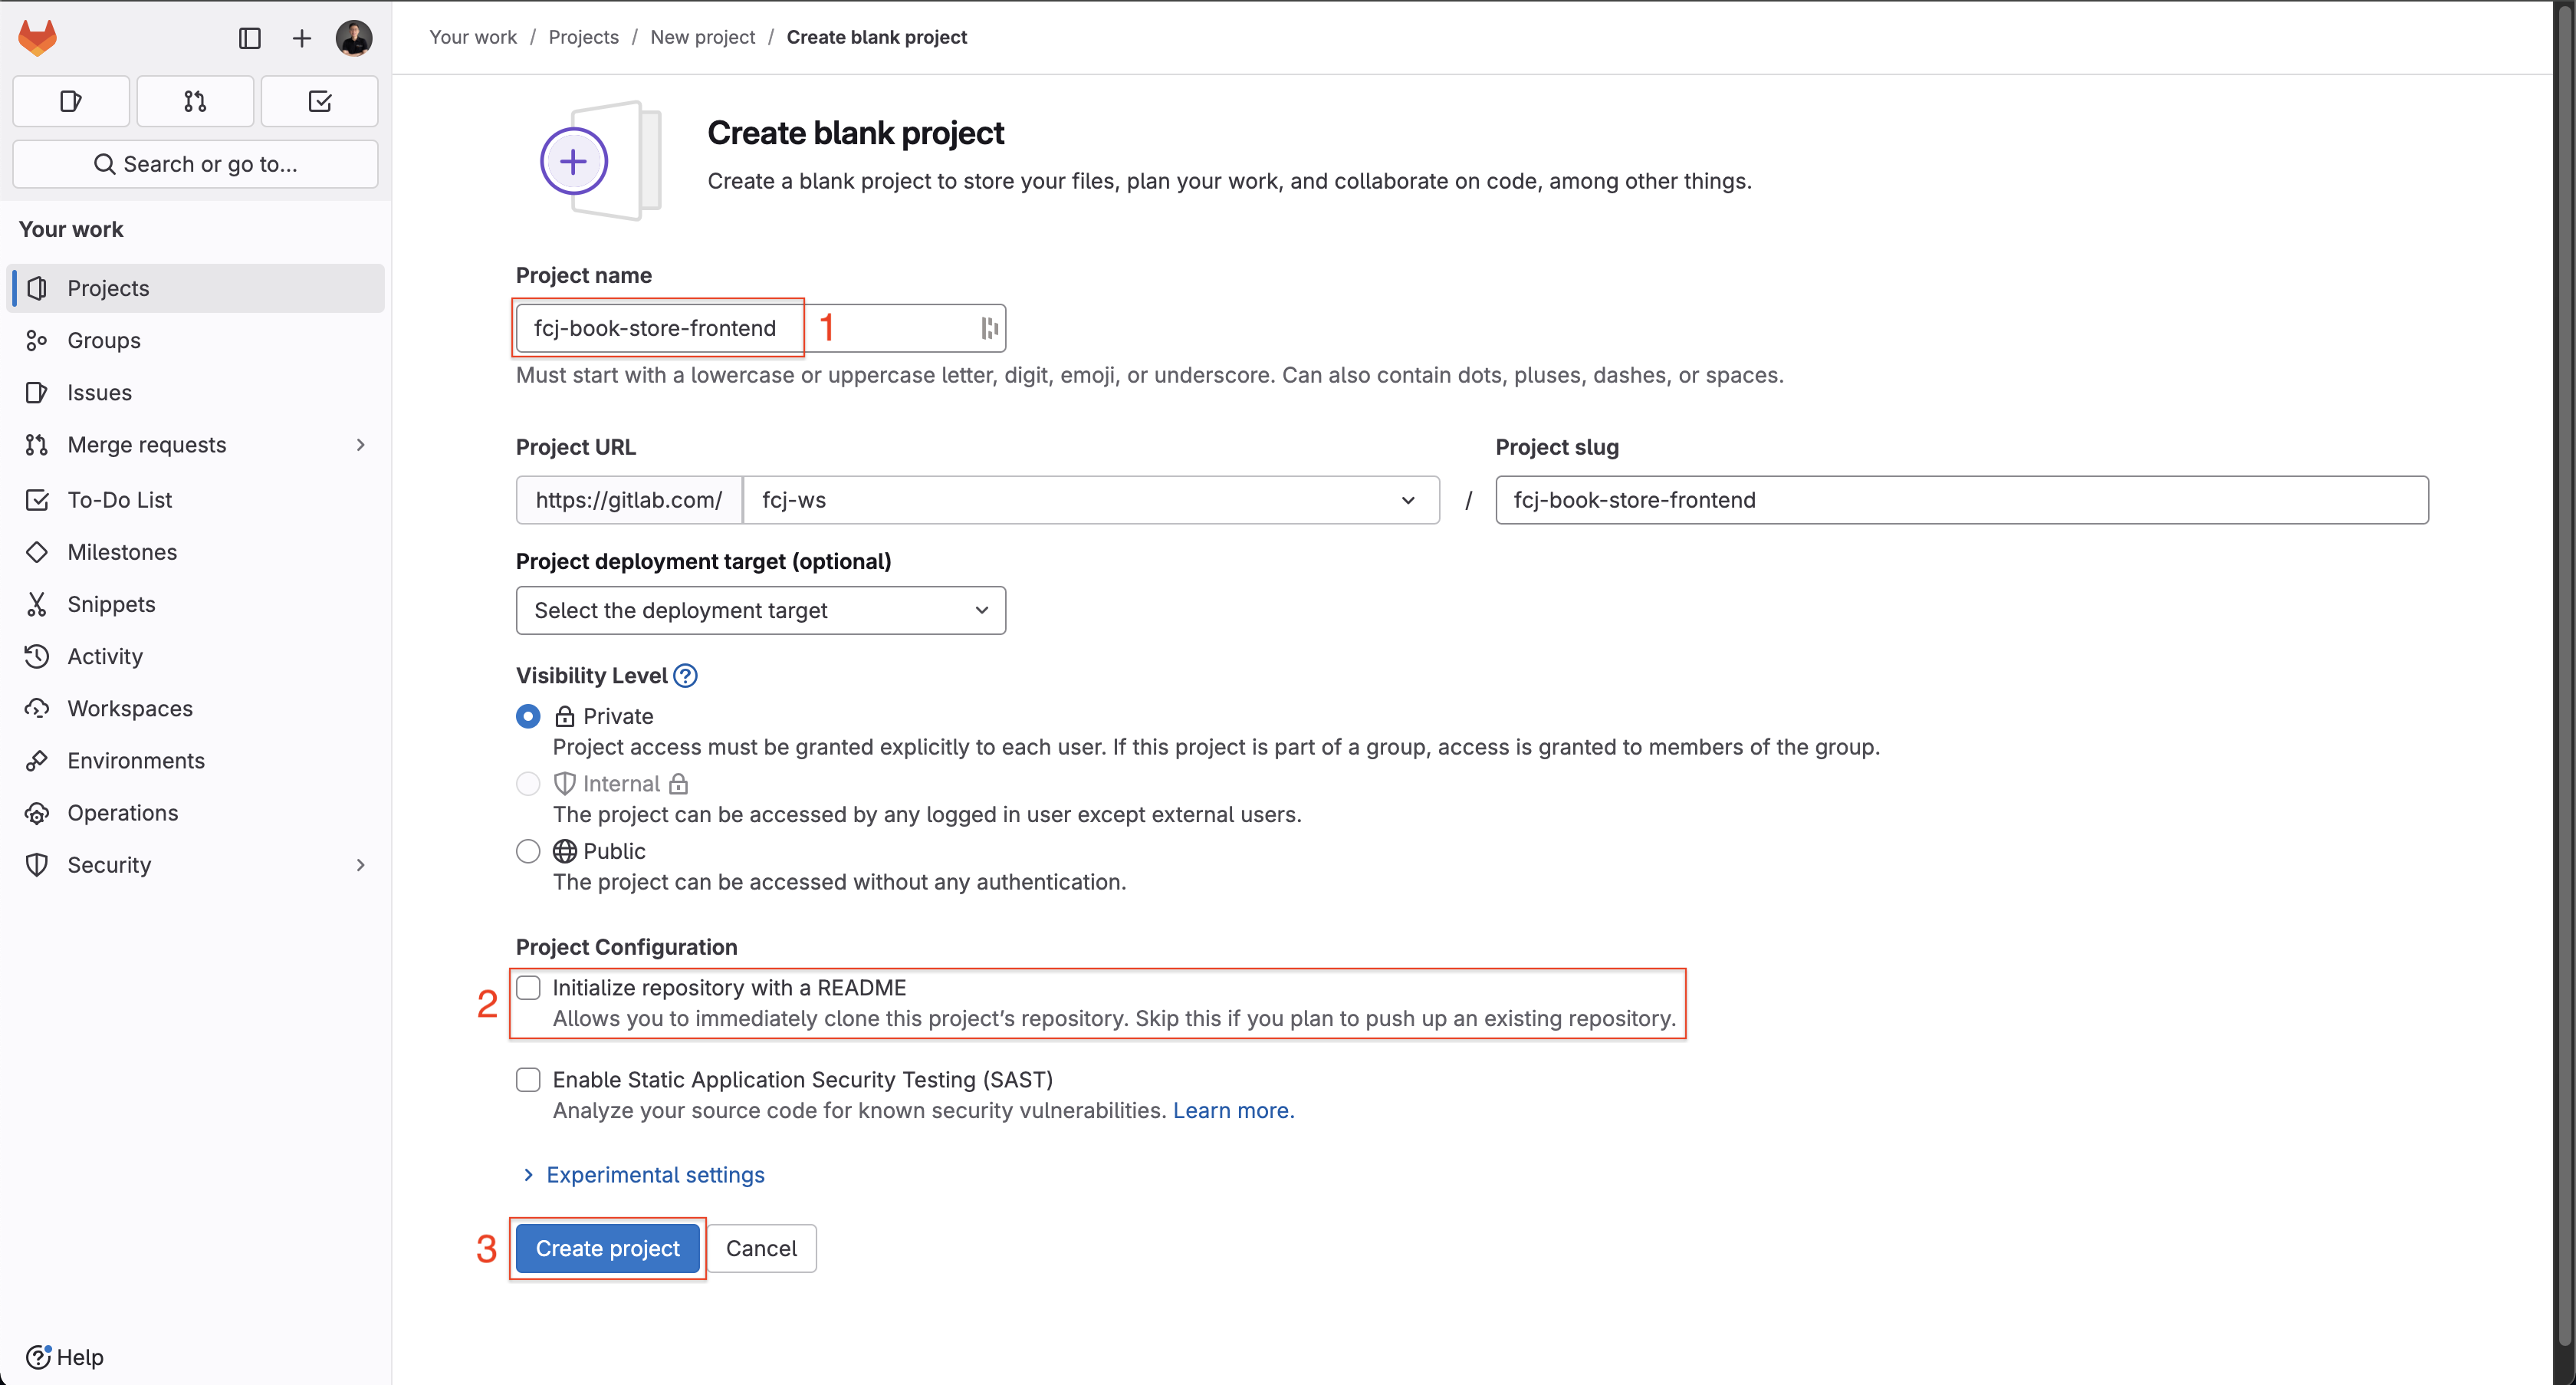 Your work / Projects / New project / Create blank project
Search or go to...
Your work
Projects
Groups
Issues
Merge requests
To-Do List
Milestones
Snippets
Activity
Workspaces
Environments
Operations
Security
Help
Create blank project
Create a blank project to store your files, plan your work, and collaborate on code, among other things.
Project name
fcj-book-store-frontend 1
Must start with a lowercase or uppercase letter, digit, emoji, or underscore. Can also contain dots, pluses, dashes, or spaces.
Project URL
https://gitlab.com/ fcj-ws /
Project slug
fcj-book-store-frontend
Project deployment target (optional)
Select the deployment target
Visibility Level
Private
Project access must be granted explicitly to each user. If this project is part of a group, access is granted to members of the group.
Internal
The project can be accessed by any logged in user except external users.
Public
The project can be accessed without any authentication.
Project Configuration
2 Initialize repository with a README
Allows you to immediately clone this project’s repository. Skip this if you plan to push up an existing repository.
Enable Static Application Security Testing (SAST)
Analyze your source code for known security vulnerabilities. Learn more.
Experimental settings
3 Create project Cancel